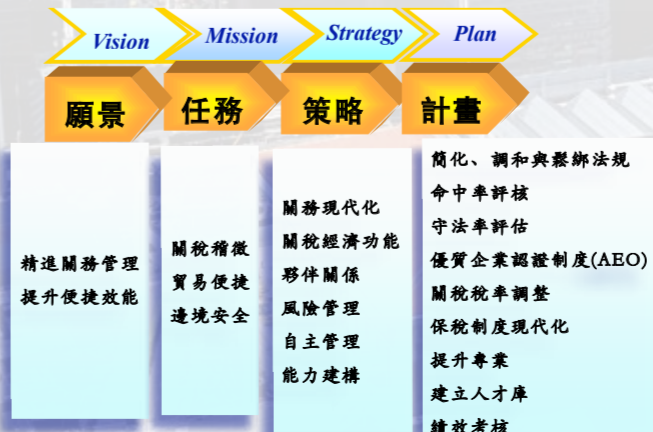 Vision
Mission
Strategy
Plan
願景
任務
策略
計畫
精進關務管理
提升便捷效能
關稅稽徵
貿易便捷
邊境安全
關務現代化
關稅經濟功能
夥伴關係
風險管理
自主管理
能力建構
簡化、調和與鬆綁法規
命中率評核
守法率評估
優質企業認證制度(AEO)
關稅稅率調整
保稅制度現代化
提升專業
建立人才庫
績效考核